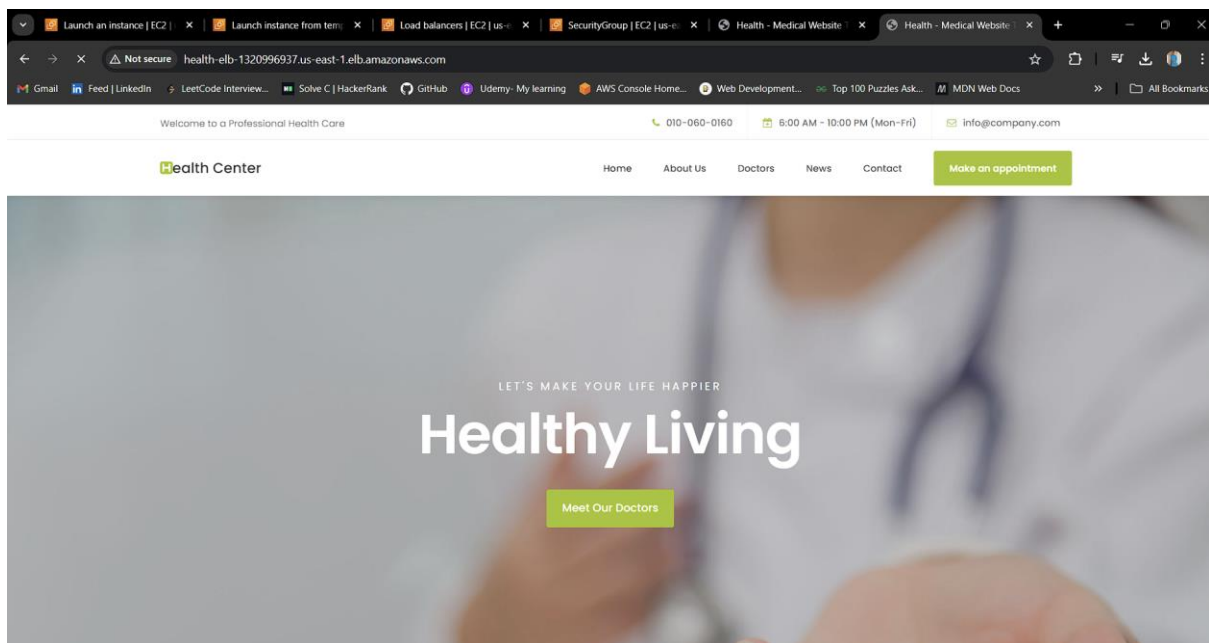 Launch an instance | EC2 | Launch instance from temp Load balancers | EC2 | us-e SecurityGroup | EC2 | us-ea Health - Medical Website T Health - Medical Website T
Not secure health-elb-1320996937.us-east-1.elb.amazonaws.com
Gmail Feed | LinkedIn LeetCode Interview... Solve C | HackerRank GitHub Udemy- My learning AWS Console Home... Web Development... Top 100 Puzzles Ask... MDN Web Docs » All Bookmarks
Welcome to a Professional Health Care 010-060-0160 6:00 AM - 10:00 PM (Mon-Fri) info@company.com
Health Center Home About Us Doctors News Contact Make an appointment
LET'S MAKE YOUR LIFE HAPPIER
Healthy Living
Meet Our Doctors